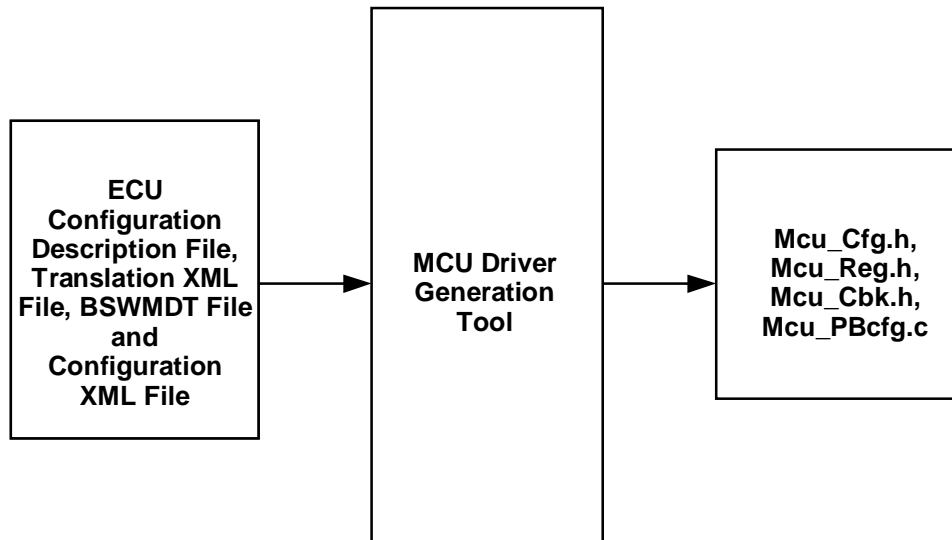 ECU
Configuration
Description File,
Translation XML
File, BSWMDT File
and
Configuration
XML File
MCU Driver
Generation
Tool
Mcu_Cfg.h,
Mcu_Reg.h,
Mcu_Cbk.h,
Mcu_PBcfg.c